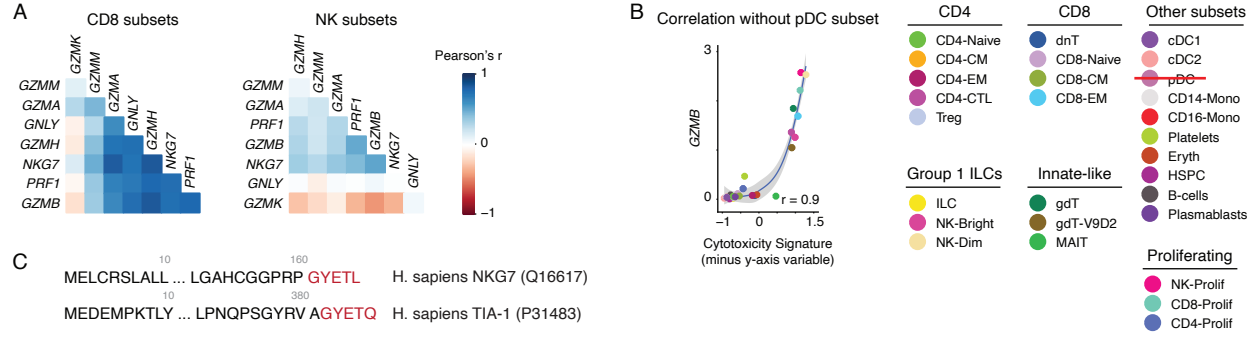 A
CD8 subsets
NK subsets
GZMK
GZMM
GZMA
GNLY
GZMH
NKG7
PRF1
GZMM
GZMA
GNLY
GZMH
NKG7
PRF1
GZMB
GZMH
GZMM
GZMA
PRF1
GZMB
NKG7
GNLY
GZMM
GZMA
PRF1
GZMB
NKG7
GNLY
GZMK
Pearson's r
1
0
−1
B
Correlation without pDC subset
3
GZMB
0
r = 0.9
−1 0 1.5
Cytotoxicity Signature
(minus y-axis variable)
CD4
CD4-Naive
CD4-CM
CD4-EM
CD4-CTL
Treg
CD8
dnT
CD8-Naive
CD8-CM
CD8-EM
Other subsets
cDC1
cDC2
pDC
CD14-Mono
CD16-Mono
Platelets
Eryth
HSPC
B-cells
Plasmablasts
Group 1 ILCs
ILC
NK-Bright
NK-Dim
Innate-like
gdT
gdT-V9D2
MAIT
Proliferating
NK-Prolif
CD8-Prolif
CD4-Prolif
C
10 160
MELCRSLALL ... LGAHCGGPRP GYETL H. sapiens NKG7 (Q16617)
10 380
MEDEMPKTLY ... LPNQPSGYRV AGYETQ H. sapiens TIA-1 (P31483)